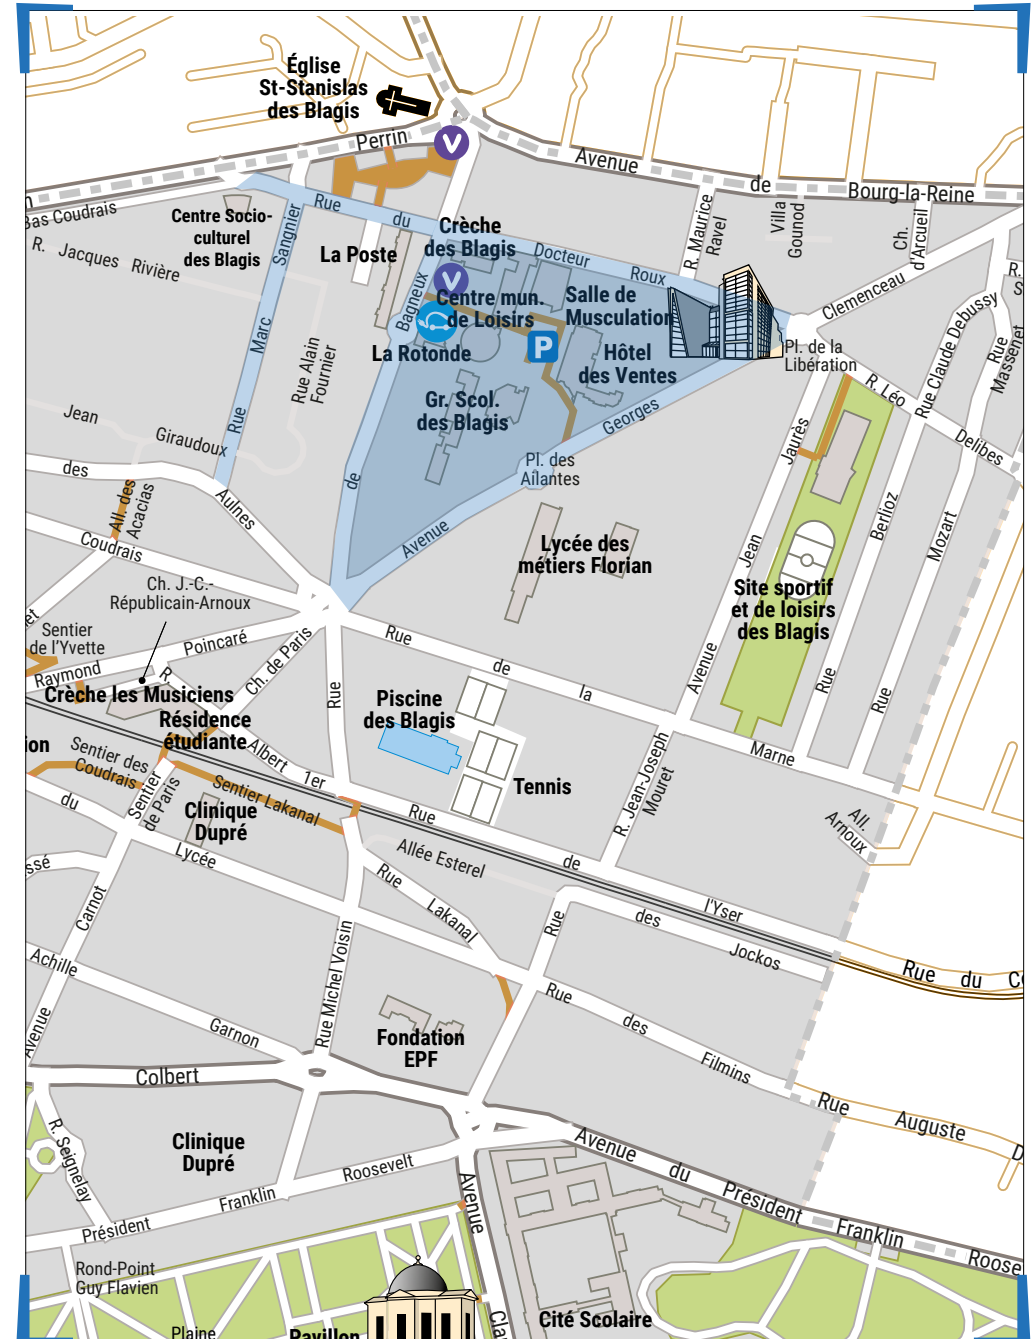 Église
St-Stanislas
des Blagis
Perrin
V
Avenue
de
Bourg-la-Reine
Bas Coudrais
R. Jacques Rivière
Centre Socio-
culturel
des Blagis
Sangnier
Marc
Rue
Rue
du
Docteur
Roux
La Poste
Crèche
des Blagis
V
Bagneux
de
Centre mun.
de Loisirs
Salle de
Musculation
La Rotonde
P
Hôtel
des Ventes
Gr. Scol.
des Blagis
R. Maurice
Ravel
Villa
Gounod
Ch.
d'Arcueil
Clemenceau
Georges
Avenue
Pl. de la
Libération
Pl. des
Ailantes
R.
S
Rue Claude Debussy
Rue
Massenet
R. Léo
Delibes
Rue Alain
Fournier
Jean
Giraudoux
des
Aulnes
All. des
Acacias
Coudrais
Ch. J.-C.-
Républicain-Arnoux
Lycée des
métiers Florian
Jaurès
Jean
Avenue
Berlioz
Rue
Mozart
Rue
Site sportif
et de loisirs
des Blagis
et
Sentier
de l'Yvette
Raymond
Poincaré
Ch. de Paris
Rue
de
la
Marne
Rue
Crèche les Musiciens
Résidence
étudiante
R.
Albert
1er
Piscine
des Blagis
Tennis
R. Jean-Joseph
Mouret
All.
Arnoux
ion
Sentier des
Coudrais
Sentier
de Paris
Sentier Lakanal
Clinique
Dupré
du
Lycée
Rue
de
l'Yser
Allée Esterel
Rue
Lakanal
Rue
des
Jockos
ssé
Carnot
Avenue
Achille
Garnon
Rue Michel Voisin
Rue
des
Filmins
Rue du C
Fondation
EPF
Colbert
Rue
Auguste
D
Clinique
Dupré
R. Seignelay
Avenue
du
Président
Franklin
Roose
Président
Franklin
Roosevelt
Avenue
Cla
Rond-Point
Guy Flavien
Plaine
Pavillon
Cité Scolaire